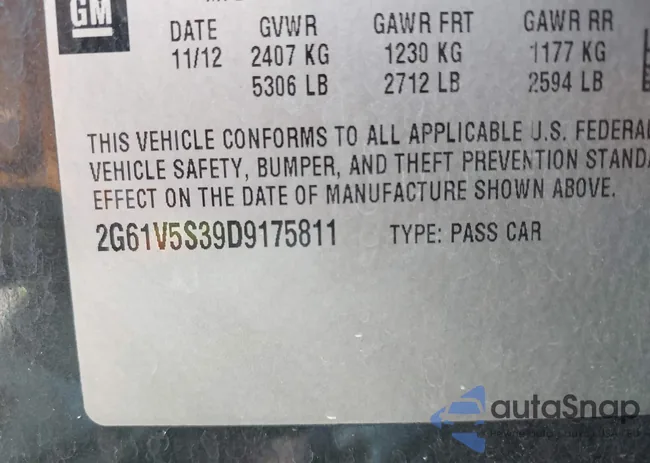 GM
DATE GVWR GAWR FRT GAWR RR
11/12 2407 KG 1230 KG 1177 KG
5306 LB 2712 LB 2594 LB
THIS VEHICLE CONFORMS TO ALL APPLICABLE U.S. FEDERAL
VEHICLE SAFETY, BUMPER, AND THEFT PREVENTION STANDA
EFFECT ON THE DATE OF MANUFACTURE SHOWN ABOVE.
2G61V5S39D9175811 TYPE: PASS CAR
autoSnap